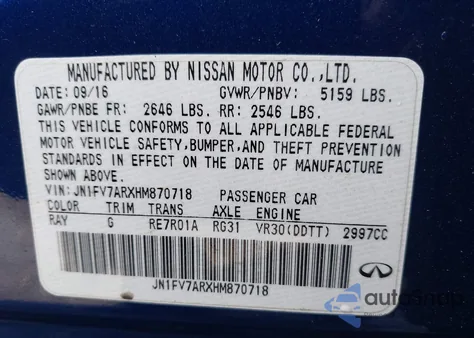 MANUFACTURED BY NISSAN MOTOR CO.,LTD.
DATE: 09/16 GVWR/PNBV: 5159 LBS.
GAWR/PNBE FR: 2646 LBS. RR: 2546 LBS.
THIS VEHICLE CONFORMS TO ALL APPLICABLE FEDERAL
MOTOR VEHICLE SAFETY,BUMPER,AND THEFT PREVENTION
STANDARDS IN EFFECT ON THE DATE OF MANUFACTURE
SHOWN ABOVE.
VIN: JN1FV7ARXHM870718 PASSENGER CAR
COLOR TRIM TRANS AXLE ENGINE
RAY G RE7R01A RG31 VR30(DDTT) 2997CC
JN1FV7ARXHM870718
autoSnap